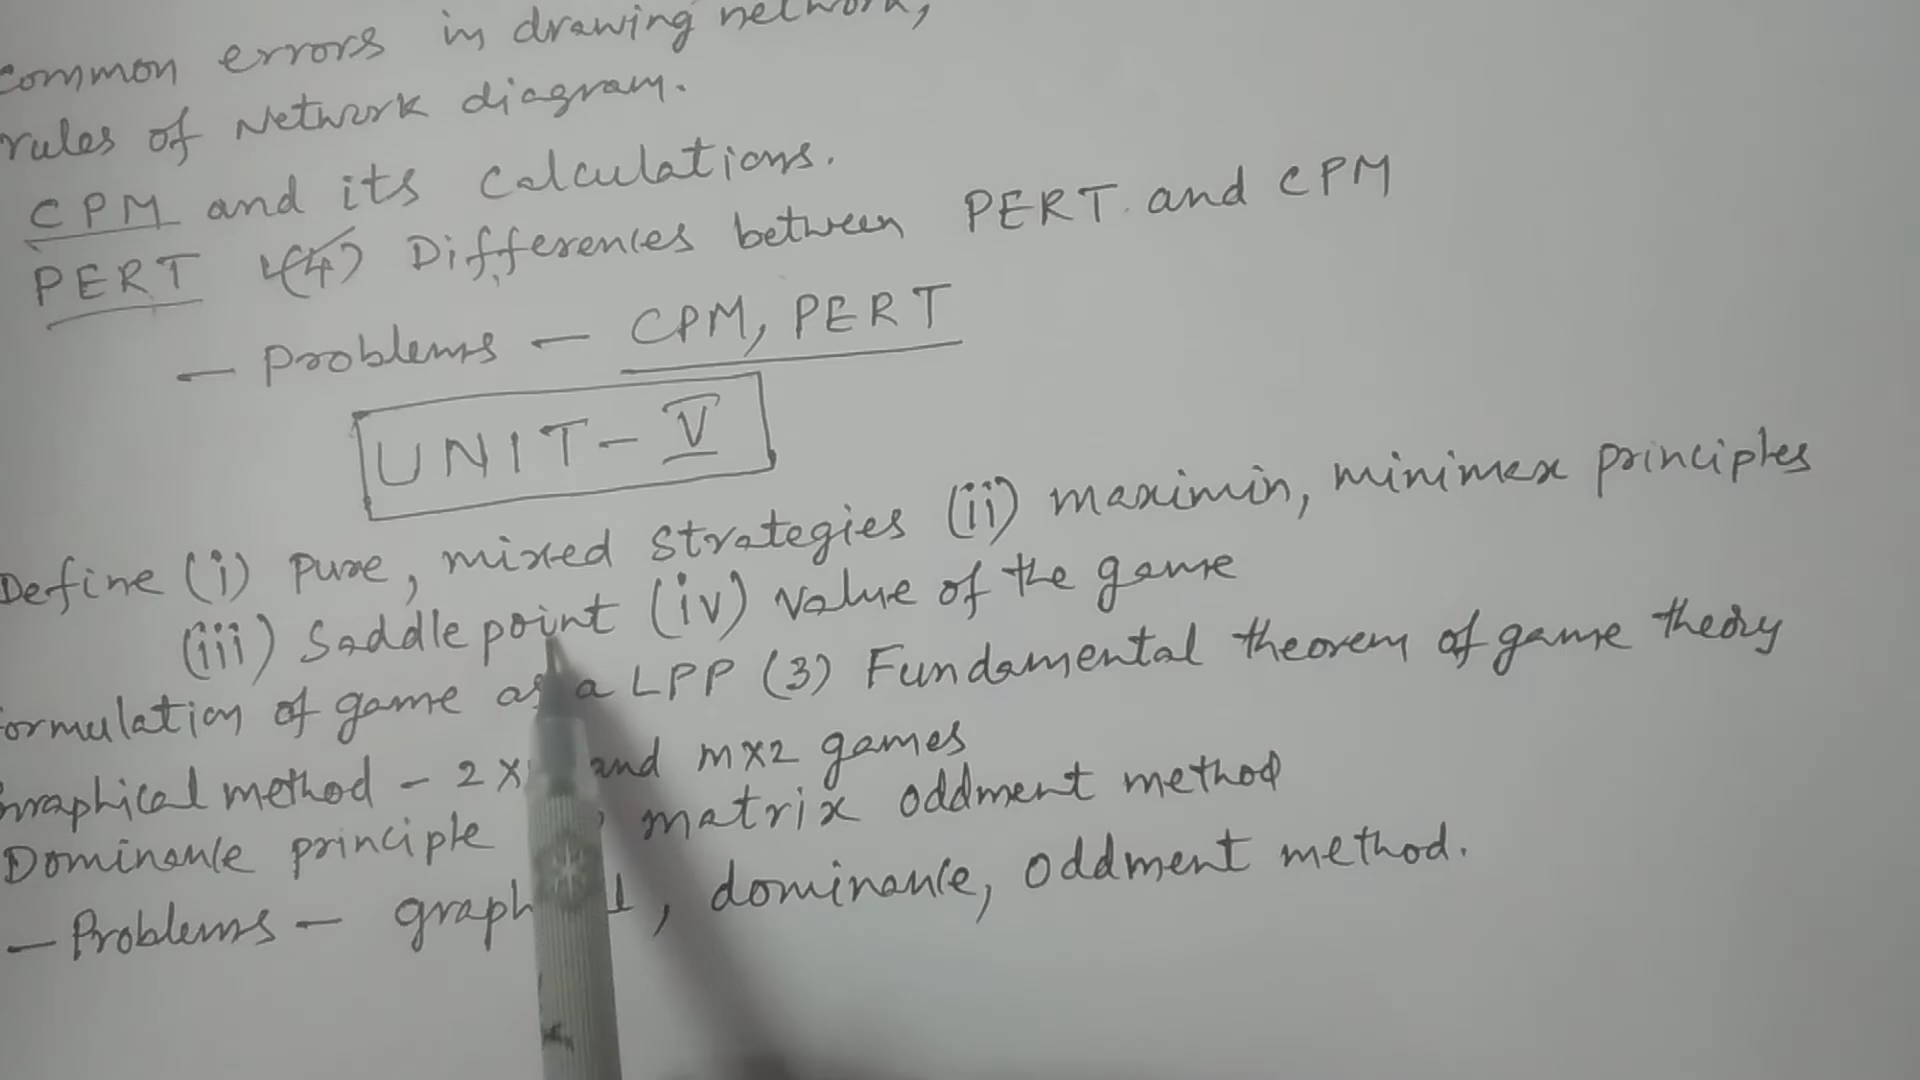 common errors in drawing network,
rules of Network diagram.
CPM and its calculations.
PERT (4) Differences between PERT and CPM
— Problems — CPM, PERT
UNIT - V
Define (i) Pure, mixed strategies (ii) maximin, minimax principles
(iii) Saddle point (iv) value of the game
ormulation of game as a LPP (3) Fundamental theorem of game theory
raphical method - 2 x and mx2 games
Dominance principle matrix oddment method
— Problems — graph l, dominance, oddment method.